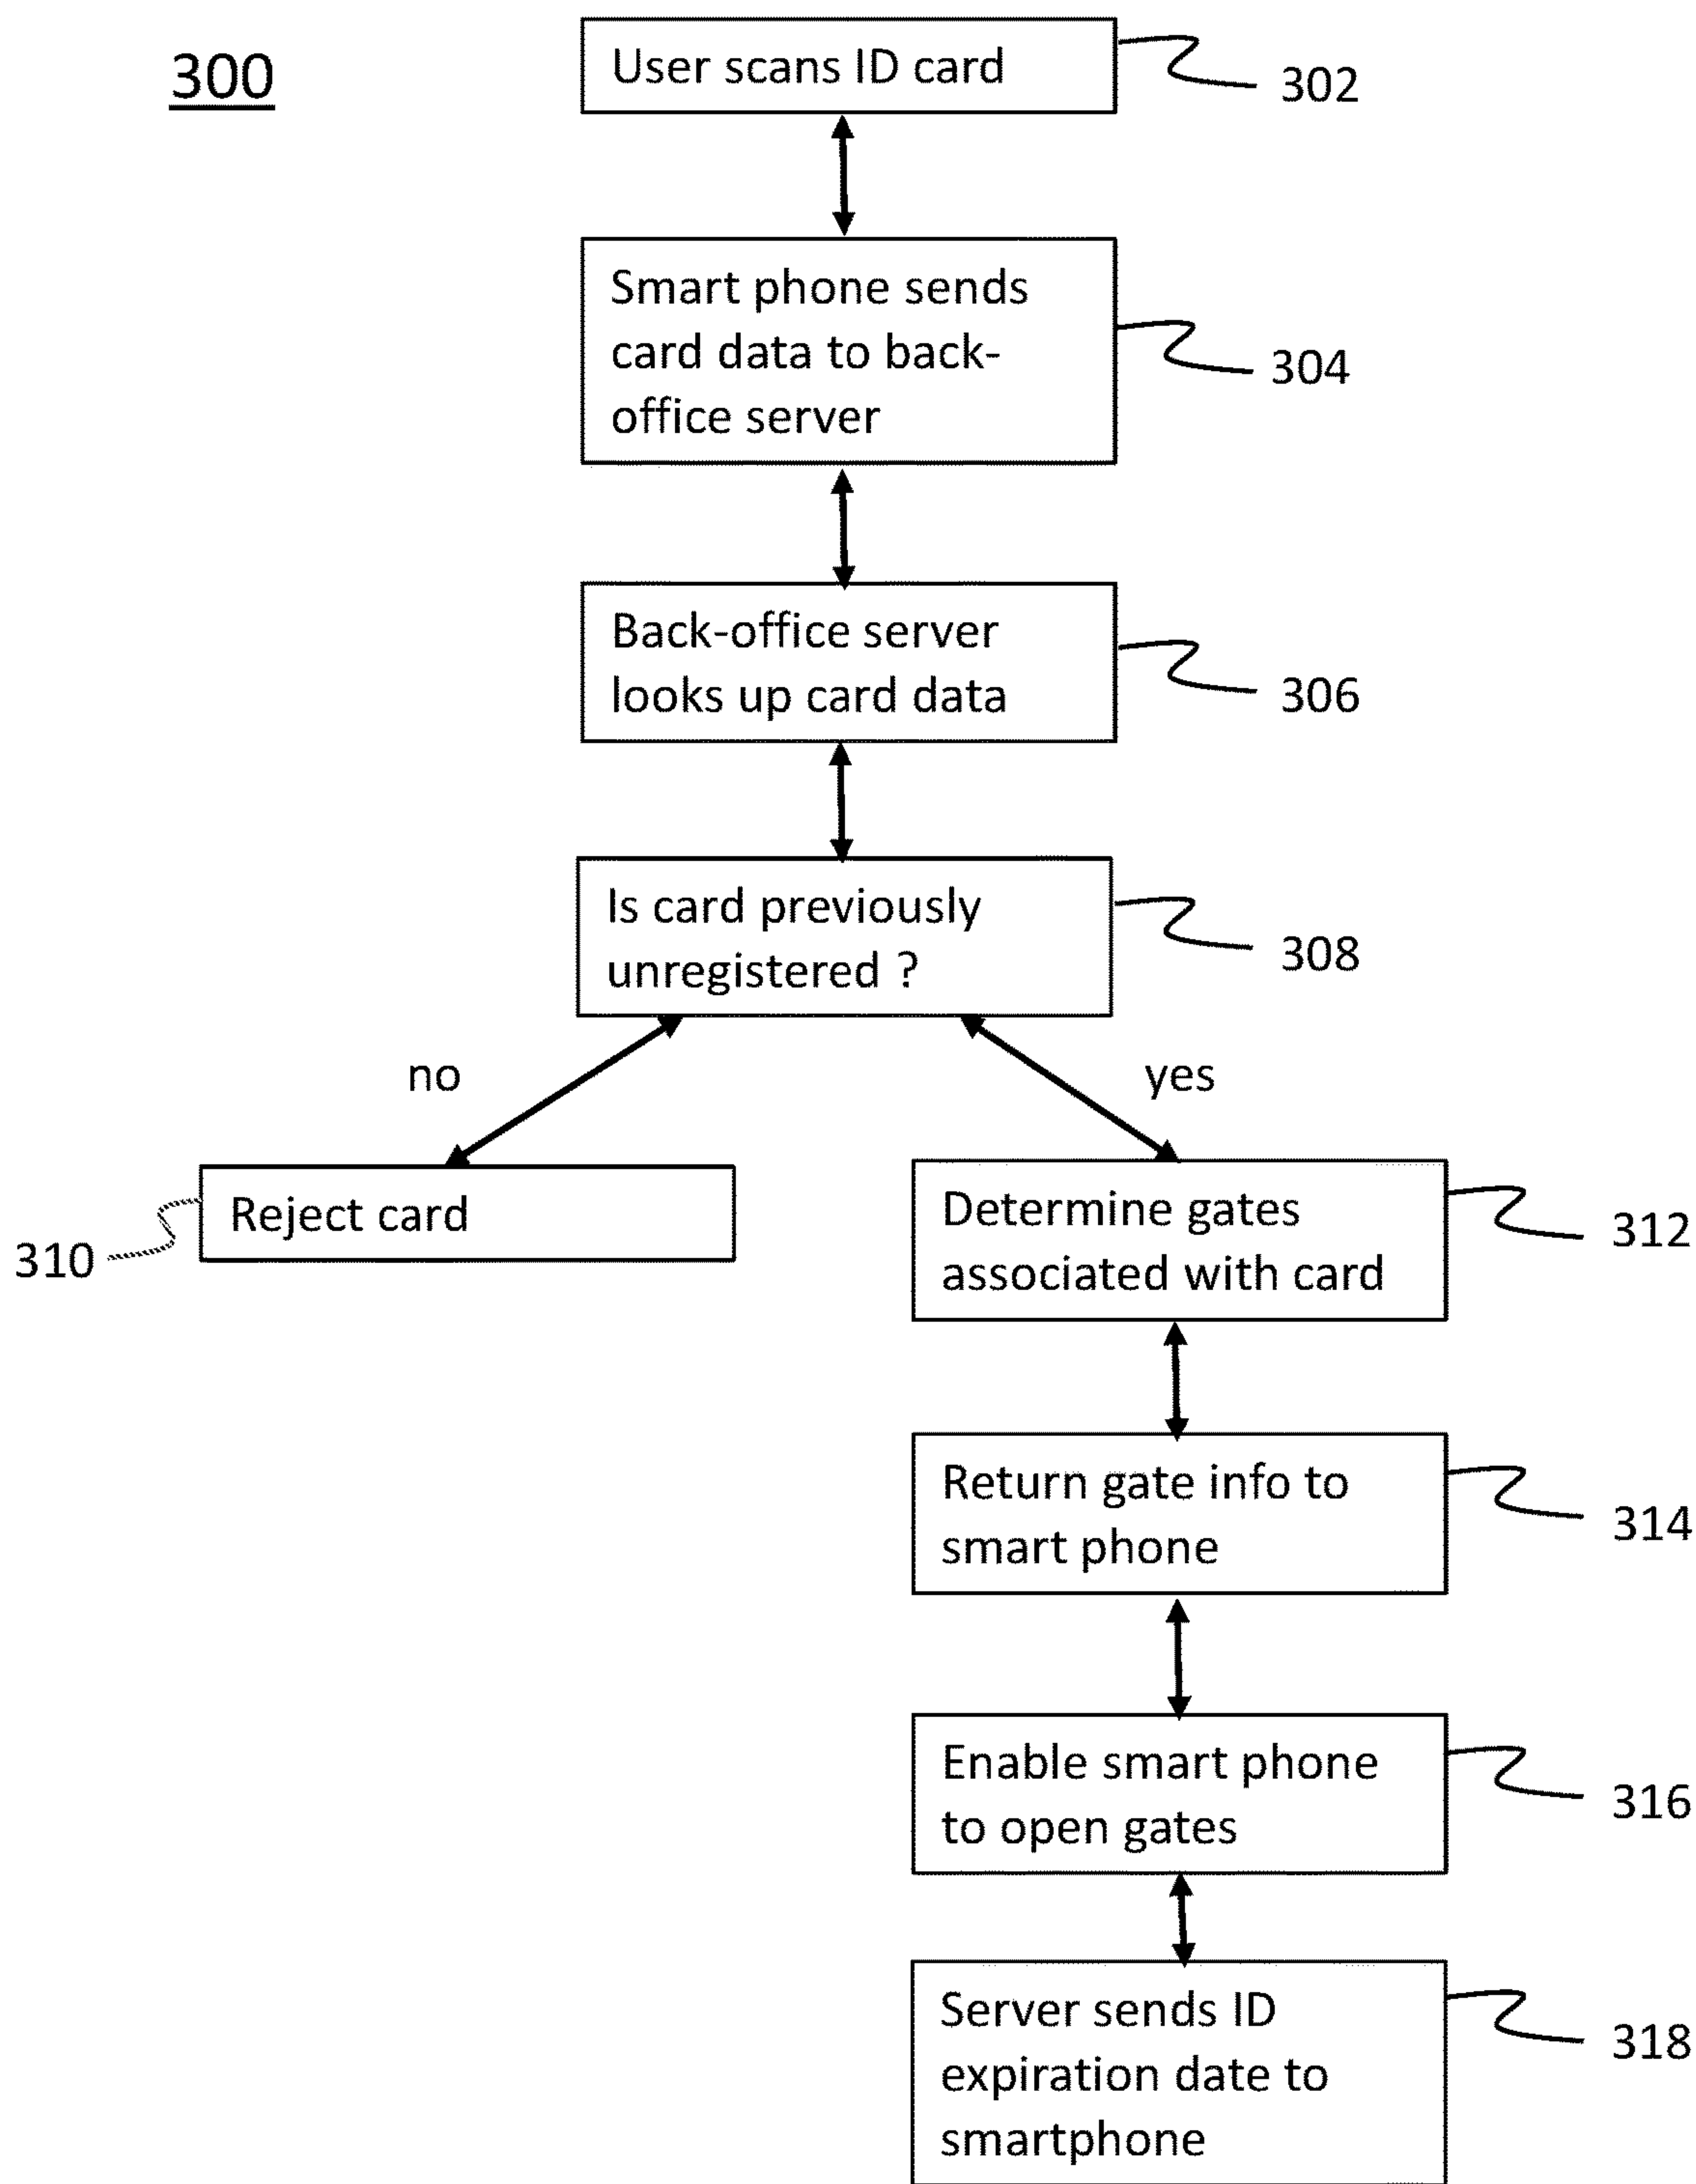 300
User scans ID card
302
Smart phone sends
card data to back-
office server
304
Back-office server
looks up card data
306
Is card previously
unregistered ?
308
no
yes
Reject card
310
Determine gates
associated with card
312
Return gate info to
smart phone
314
Enable smart phone
to open gates
316
Server sends ID
expiration date to
smartphone
318